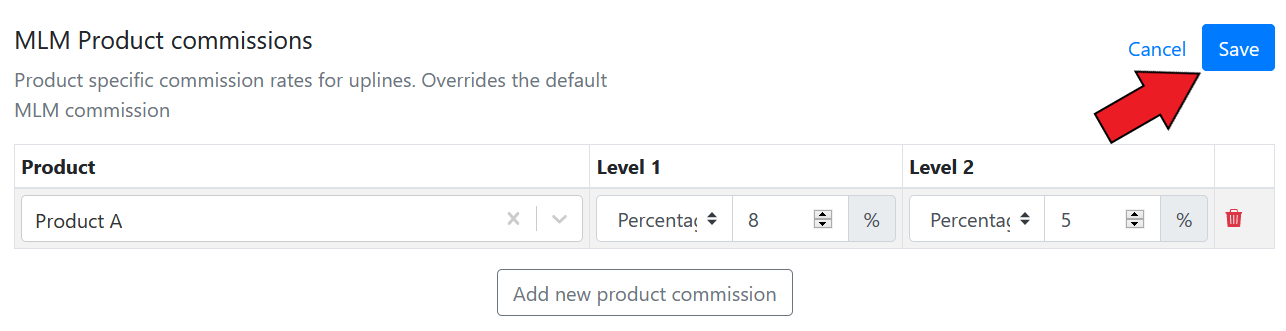 MLM Product commissions
Cancel
Save
Product specific commission rates for uplines. Overrides the default
MLM commission
Product
Level 1
Level 2
Product A
Percentag
8
%
Percentag
5
%
Add new product commission